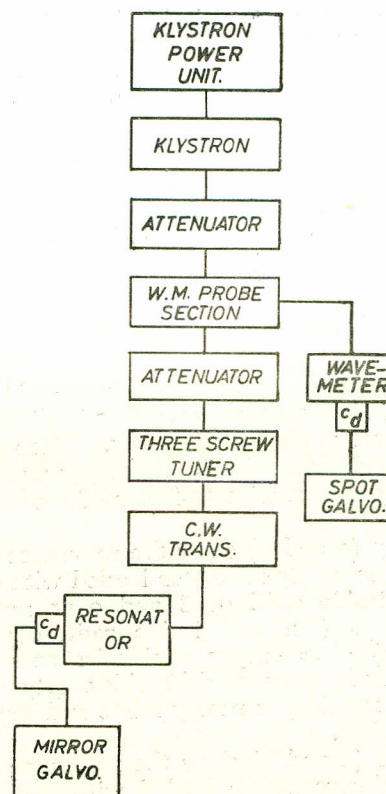 KLYSTRON
POWER
UNIT.
KLYSTRON
ATTENUATOR
W.M. PROBE
SECTION
ATTENUATOR
WAVE-
METER
cd
THREE SCREW
TUNER
SPOT
GALVO.
C.W.
TRANS.
RESONAT
OR
cd
MIRROR
GALVO.